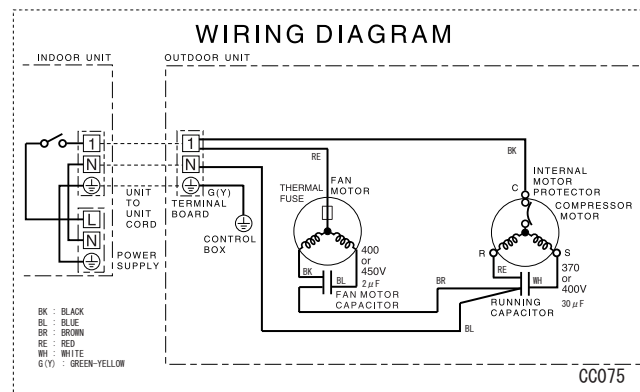 WIRING DIAGRAM
INDOOR UNIT
OUTDOOR UNIT
1
N
L
N
UNIT
TO
UNIT
CORD
POWER
SUPPLY
1
N
G(Y)
TERMINAL
BOARD
CONTROL
BOX
RE
THERMAL
FUSE
FAN
MOTOR
400
or
450V
2μF
BK
BL
FAN MOTOR
CAPACITOR
BK
C
INTERNAL
MOTOR
PROTECTOR
COMPRESSOR
MOTOR
R
S
RE
WH
370
or
400V
30μF
BR
RUNNING
CAPACITOR
BL
BK : BLACK
BL : BLUE
BR : BROWN
RE : RED
WH : WHITE
G(Y) : GREEN-YELLOW
CC075